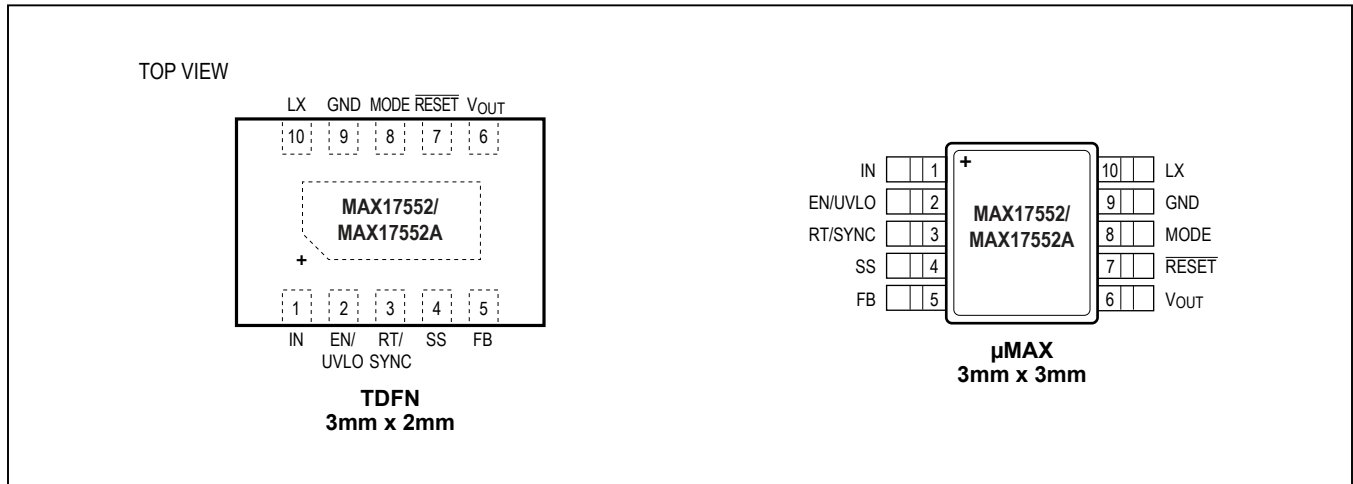 TOP VIEW
LX GND MODE R̅E̅S̅E̅T̅ VOUT
10 9 8 7 6
MAX17552/
MAX17552A
+
1 2 3 4 5
IN EN/ RT/ SS FB
UVLO SYNC
TDFN
3mm x 2mm
+
IN 1 10 LX
EN/UVLO 2 9 GND
MAX17552/
RT/SYNC 3 8 MODE
MAX17552A
SS 4 7 R̅E̅S̅E̅T̅
FB 5 6 VOUT
µMAX
3mm x 3mm